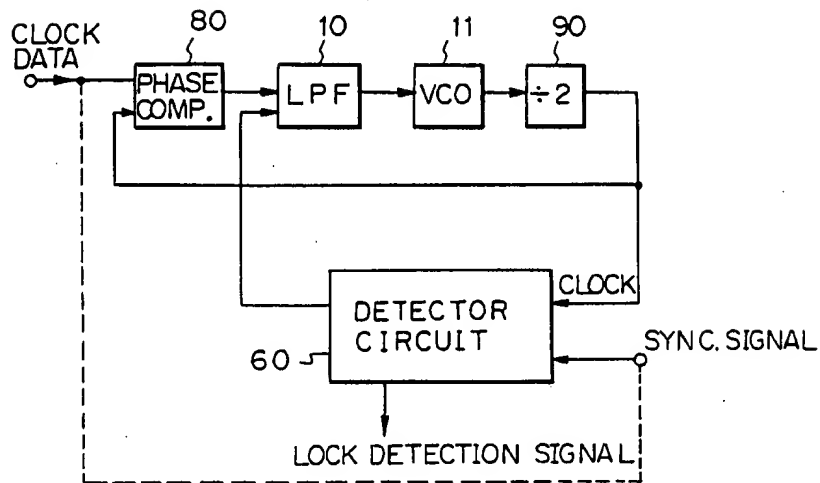 CLOCK
DATA
80
10
11
90
PHASE
COMP.
LPF
VCO
÷2
CLOCK
DETECTOR
CIRCUIT
60
SYNC. SIGNAL
LOCK DETECTION SIGNAL